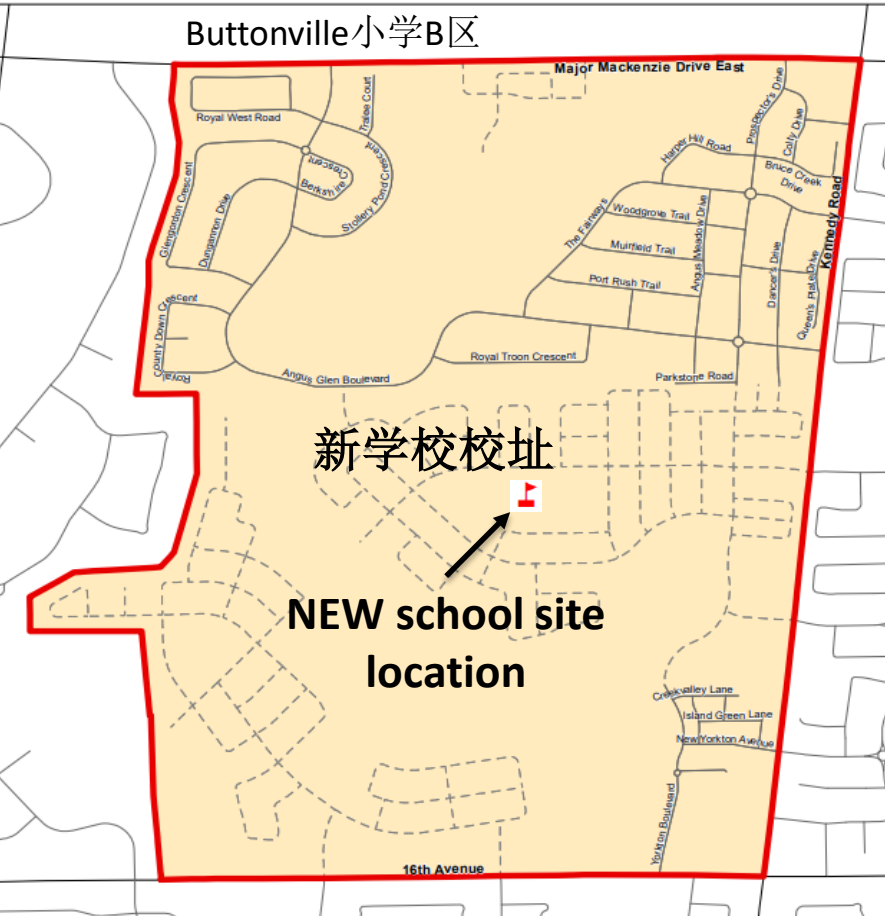 Buttonville小学B区
Major Mackenzie Drive East
Royal West Road
Tralee Court
Prospector's Drive
Colty Drive
Harper Hill Road
Bruce Creek
Drive
Kennedy Road
Glengordon Crescent
Dungannon Drive
Berkshire
Crescent
Stollery Pond Crescent
The Fairways
Woodgrove Trail
Muirfield Trail
Port Rush Trail
Angus Meadow Drive
Dancer's Drive
Queen's Plate Drive
Royal
County Down Crescent
Angus Glen Boulevard
Royal Troon Crescent
Parkstone Road
新学校校址
NEW school site
location
Creekvalley Lane
Island Green Lane
New Yorkton Avenue
Yorkton Boulevard
16th Avenue